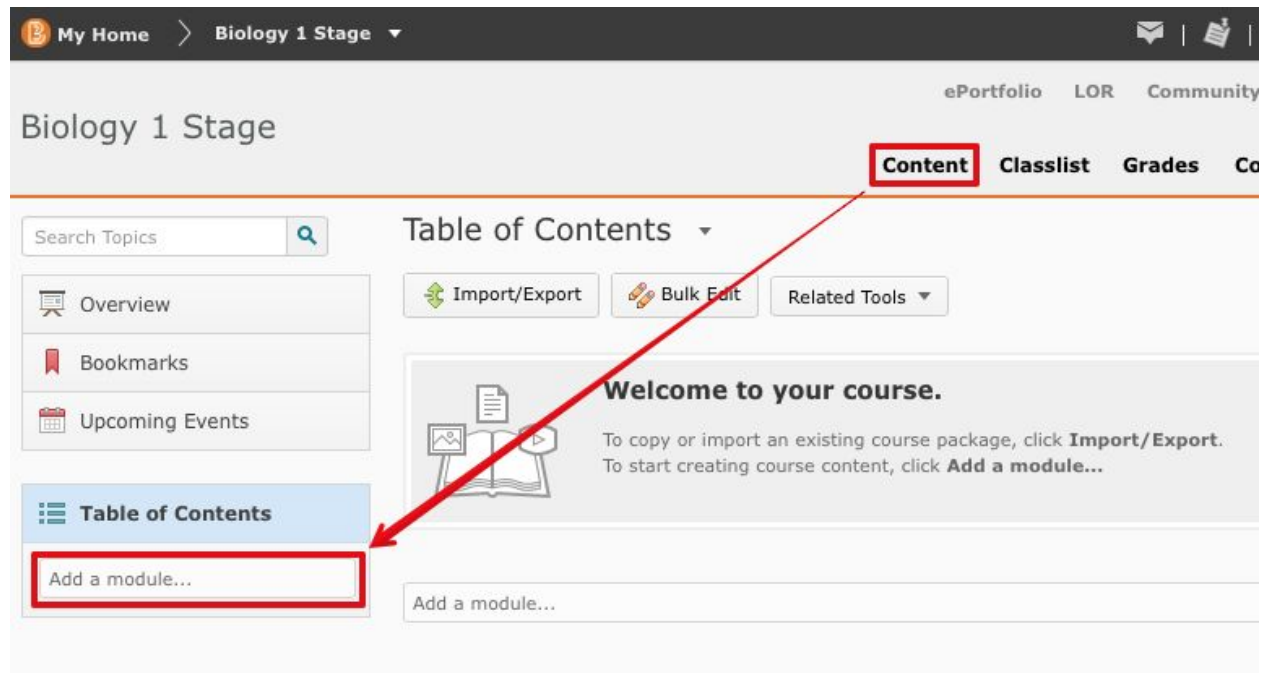 My Home > Biology 1 Stage
ePortfolio LOR Community
Biology 1 Stage
Content Classlist Grades Co
Search Topics
Table of Contents
Import/Export Bulk Edit Related Tools
Overview
Bookmarks
Upcoming Events
Welcome to your course.
To copy or import an existing course package, click Import/Export.
To start creating course content, click Add a module...
Table of Contents
Add a module...
Add a module...